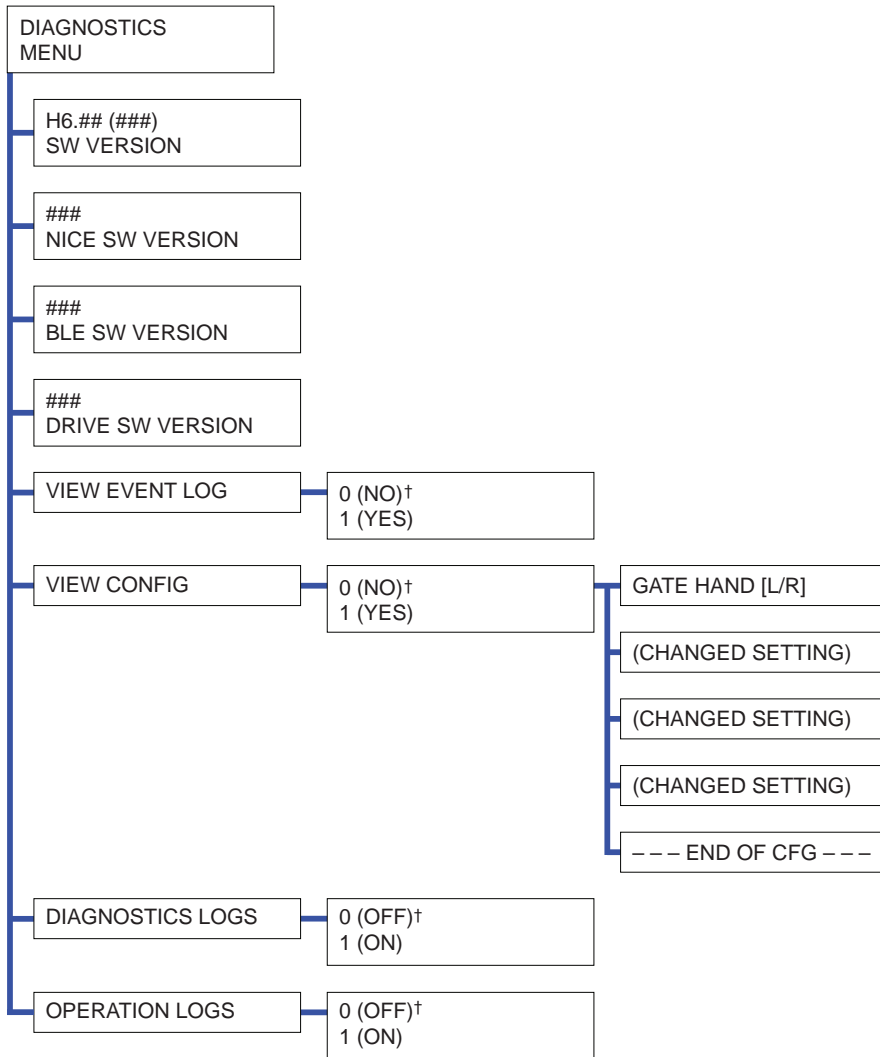 DIAGNOSTICS
MENU
H6.## (###)
SW VERSION
###
NICE SW VERSION
###
BLE SW VERSION
###
DRIVE SW VERSION
VIEW EVENT LOG
0 (NO)†
1 (YES)
VIEW CONFIG
0 (NO)†
1 (YES)
GATE HAND [L/R]
(CHANGED SETTING)
(CHANGED SETTING)
(CHANGED SETTING)
– – – END OF CFG – – –
DIAGNOSTICS LOGS
0 (OFF)†
1 (ON)
OPERATION LOGS
0 (OFF)†
1 (ON)